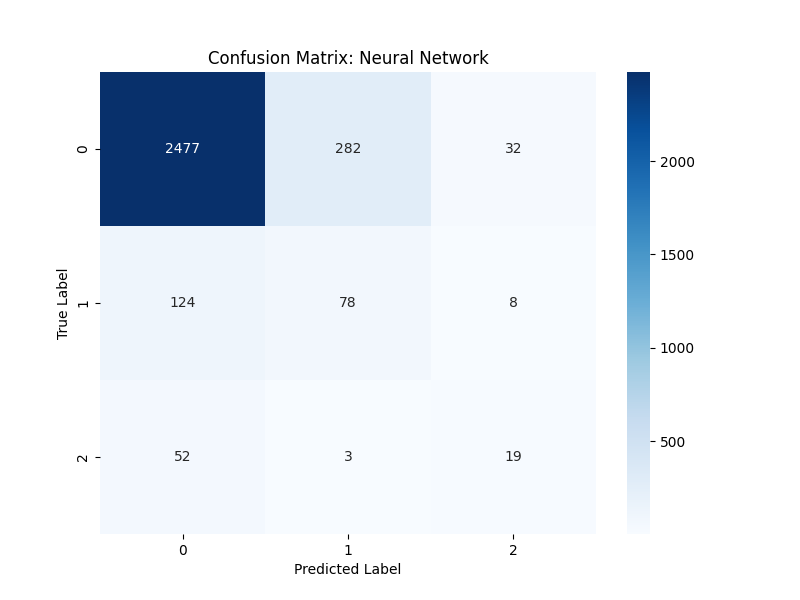 Confusion Matrix: Neural Network
0
2477 282 32
1
124 78 8
2
52 3 19
True Label
0 1 2
Predicted Label
2000
1500
1000
500